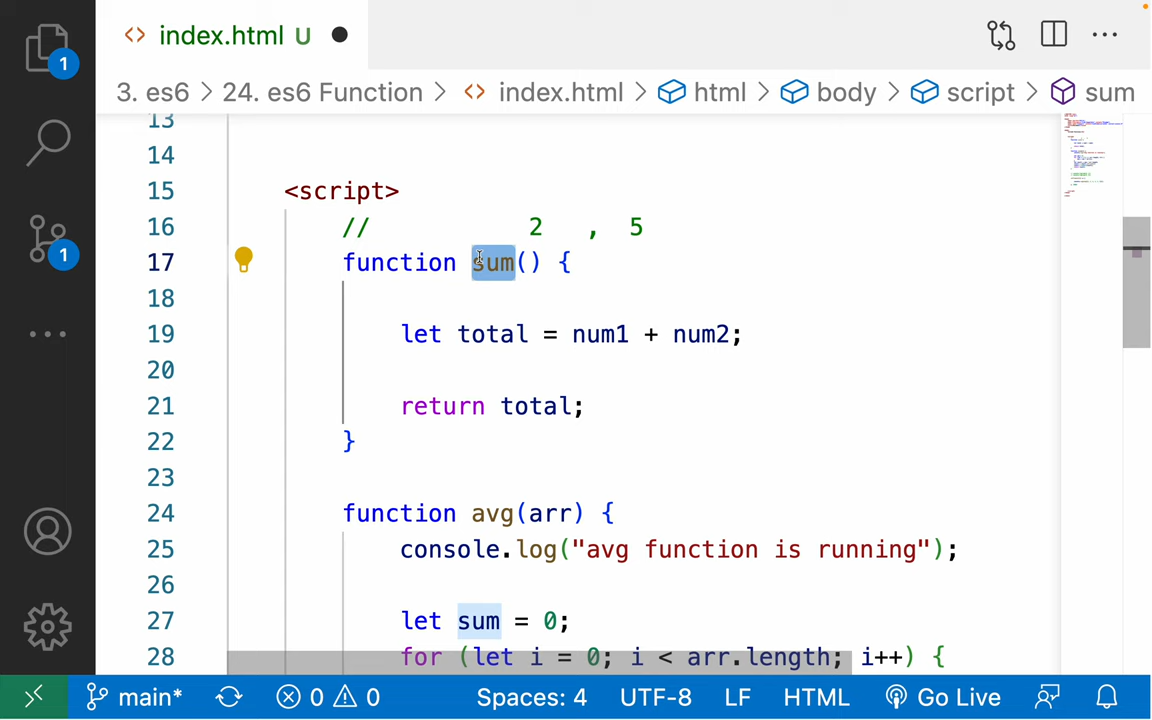 index.html U
3. es6 > 24. es6 Function > index.html > html > body > script > sum
1
1
13
14
15 <script>
16 // 2 , 5
17 function sum() {
18
19 let total = num1 + num2;
20
21 return total;
22 }
23
24 function avg(arr) {
25 console.log("avg function is running");
26
27 let sum = 0;
28 for (let i = 0; i < arr.length; i++) {
main* 0 0 Spaces: 4 UTF-8 LF HTML Go Live